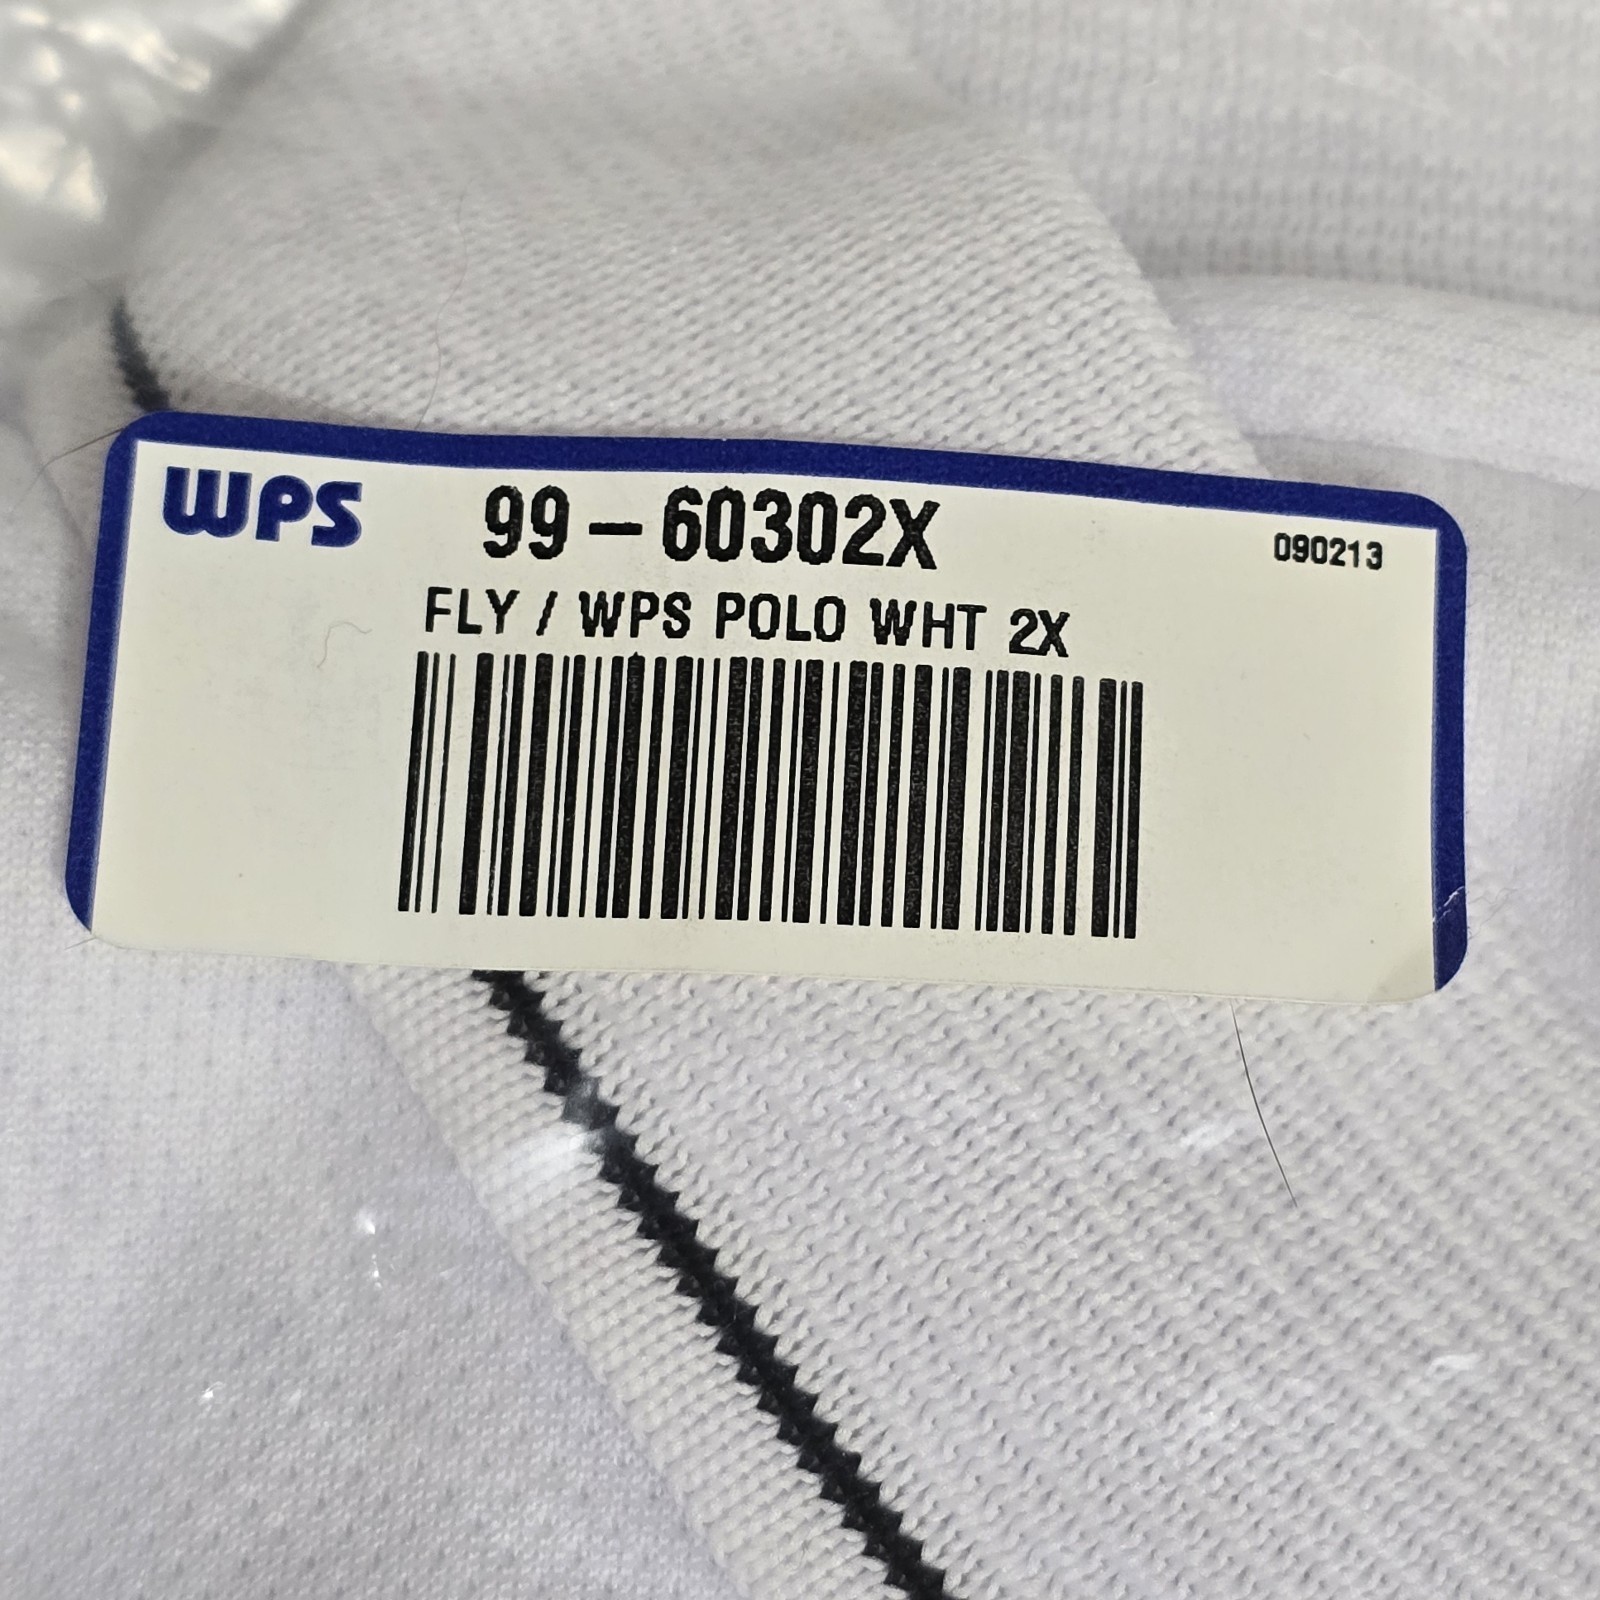 WPS 99-60302X 090213
FLY / WPS POLO WHT 2X